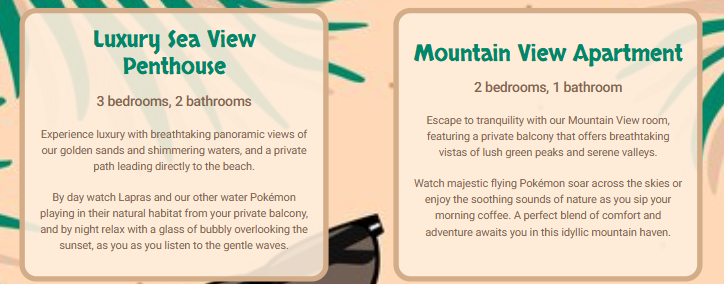 Luxury Sea View
Penthouse
3 bedrooms, 2 bathrooms
Experience luxury with breathtaking panoramic views of
our golden sands and shimmering waters, and a private
path leading directly to the beach.
By day watch Lapras and our other water Pokémon
playing in their natural habitat from your private balcony,
and by night relax with a glass of bubbly overlooking the
sunset, as you as you listen to the gentle waves.
Mountain View Apartment
2 bedrooms, 1 bathroom
Escape to tranquility with our Mountain View room,
featuring a private balcony that offers breathtaking
vistas of lush green peaks and serene valleys.
Watch majestic flying Pokémon soar across the skies or
enjoy the soothing sounds of nature as you sip your
morning coffee. A perfect blend of comfort and
adventure awaits you in this idyllic mountain haven.